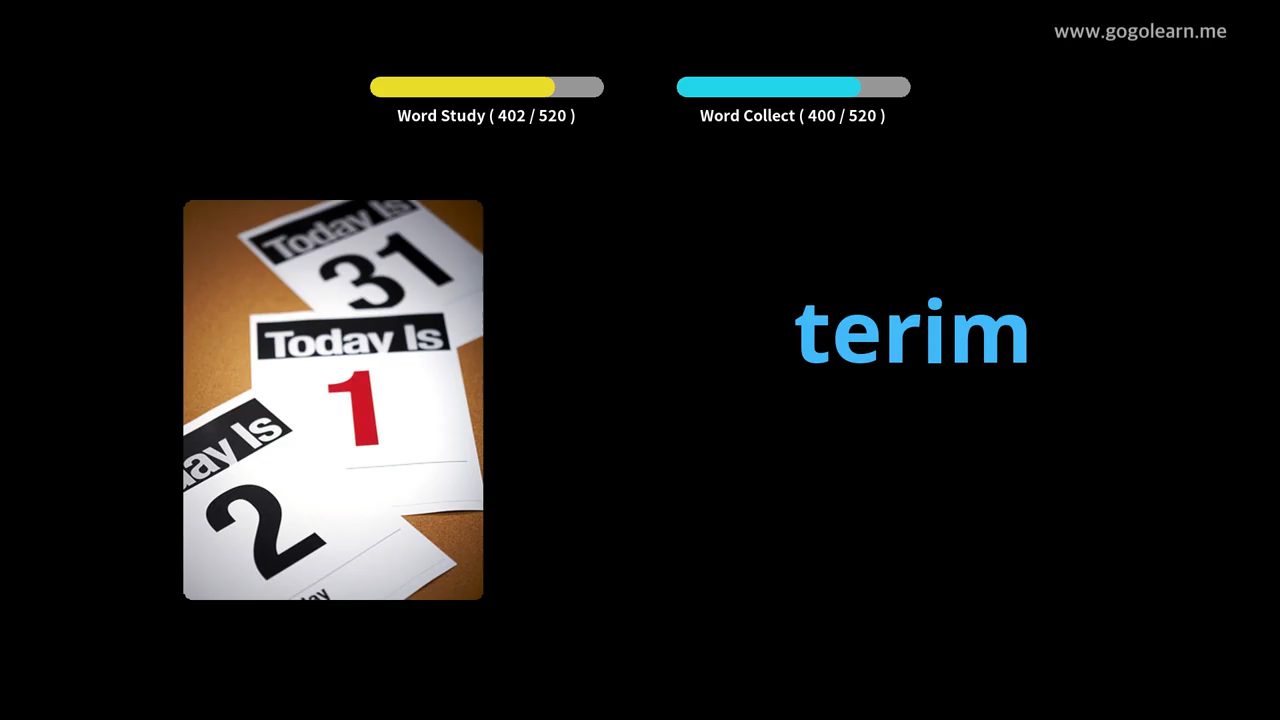 www.gogolearn.me
Word Study ( 402 / 520 )
Word Collect ( 400 / 520 )
Today Is
31
Today Is
1
terim
ay Is
2
ay